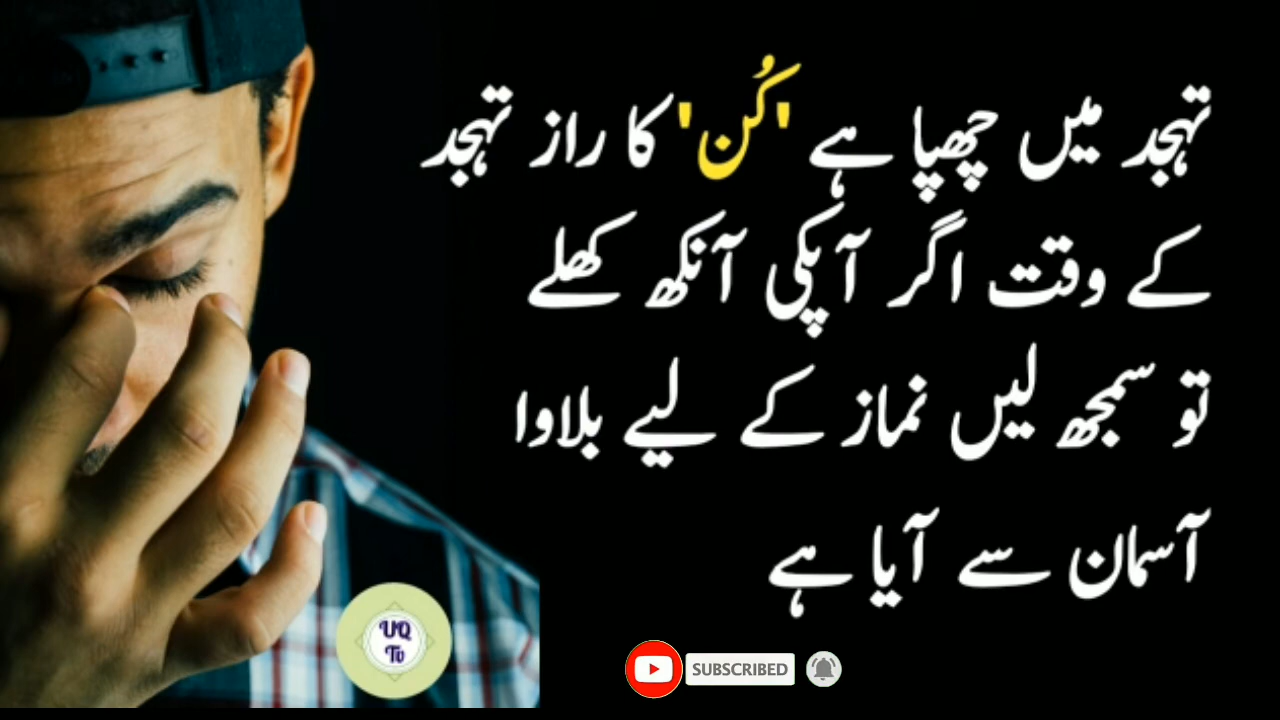 تہجد میں چھپا ہے 'کُن' کا راز تہجد
کے وقت اگر آپکی آنکھ کھلے
تو سمجھ لیں نماز کے لیے بلاوا
آسمان سے آیا ہے
UQ
Tv
SUBSCRIBED